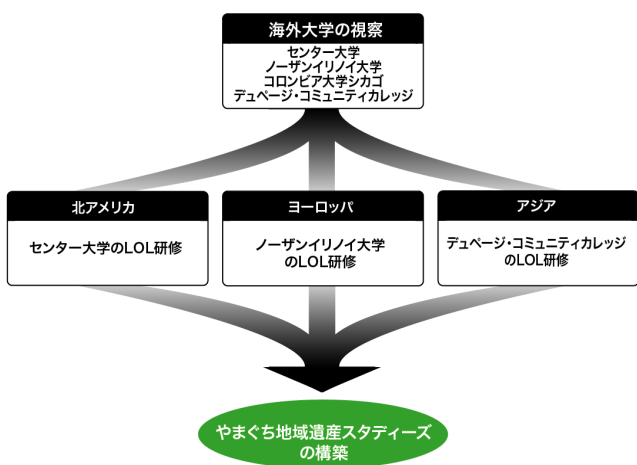 海外大学の視察
センター大学
ノーザンイリノイ大学
コロンビア大学シカゴ
デュページ・コミュニティカレッジ
北アメリカ
センター大学のLOL研修
ヨーロッパ
ノーザンイリノイ大学
のLOL研修
アジア
デュページ・コミュニティカレッジ
のLOL研修
やまぐち地域遺産スタディーズ
の構築